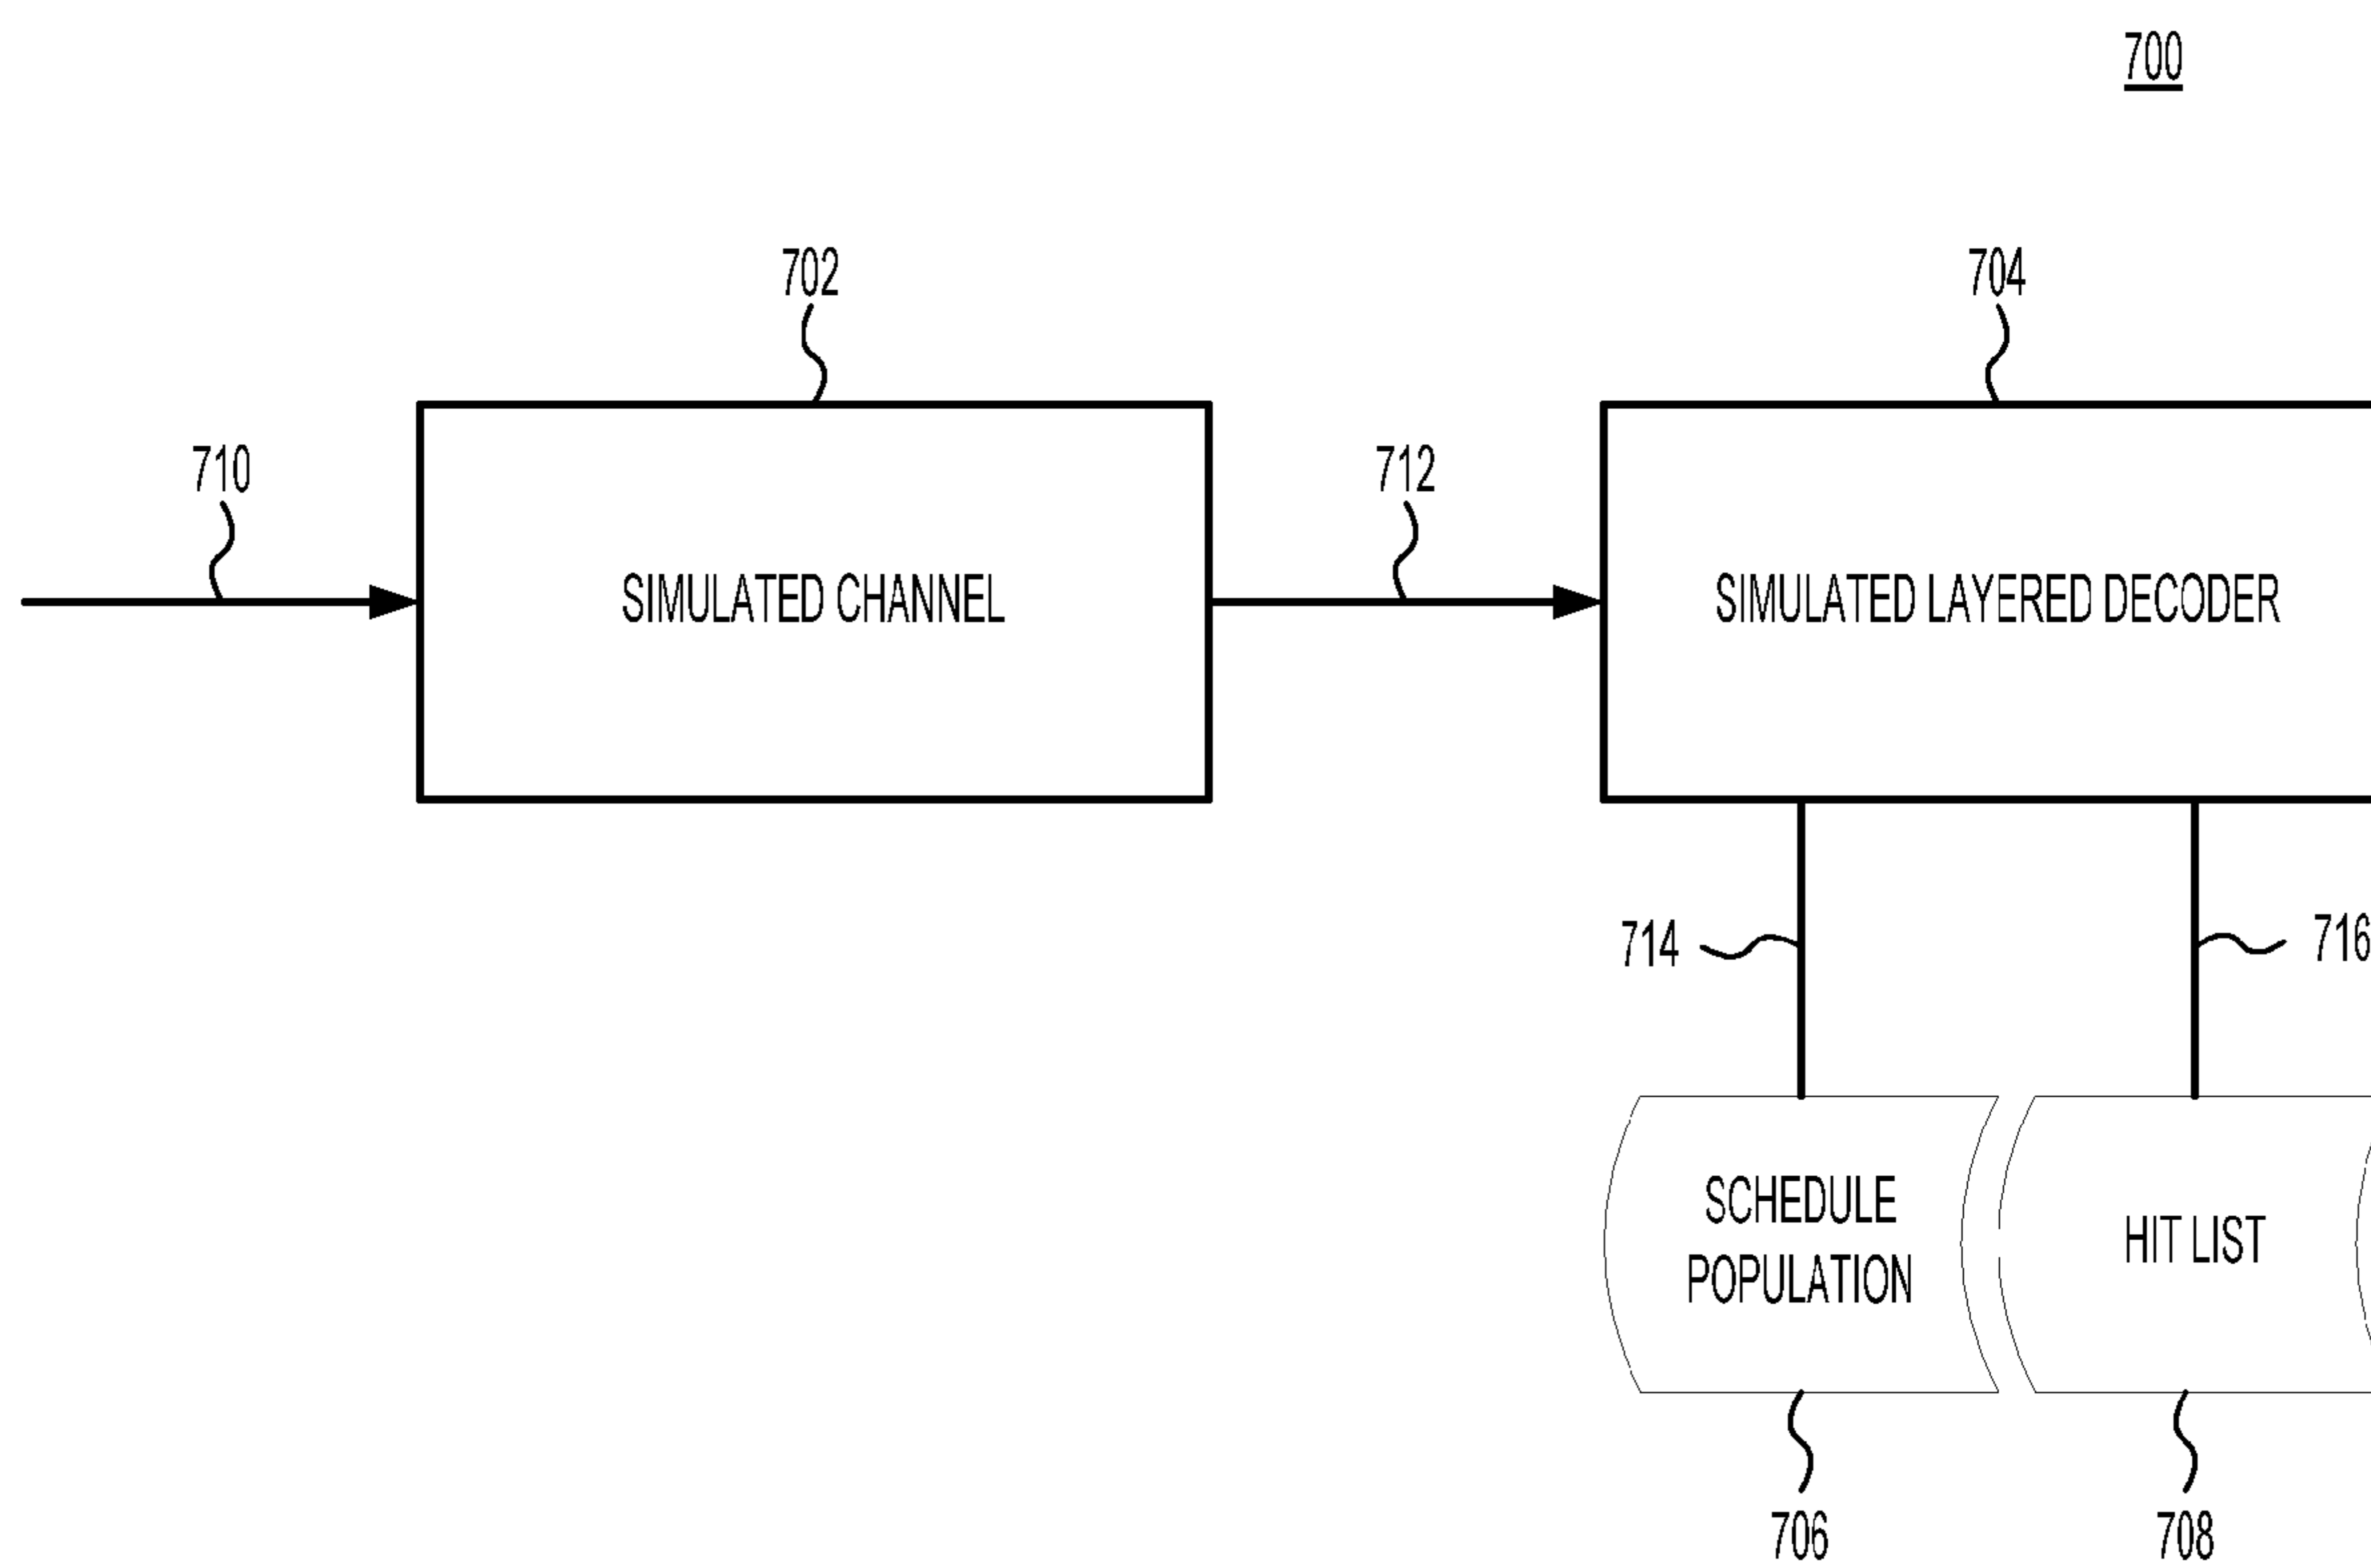 700
702
704
710
712
SIMULATED CHANNEL
SIMULATED LAYERED DECODER
714
716
SCHEDULE
POPULATION
HIT LIST
706
708